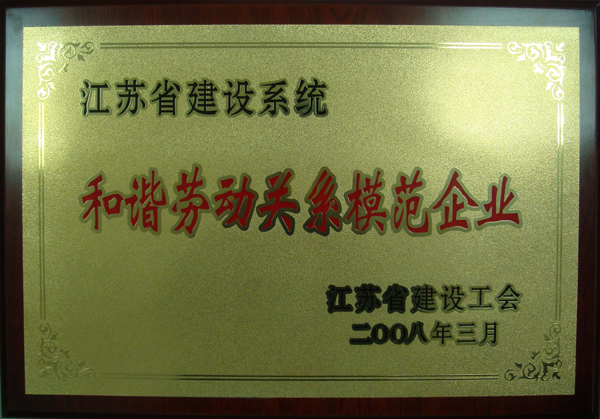 江苏省建设系统
和谐劳动关系模范企业
江苏省建设工会
二OO八年三月